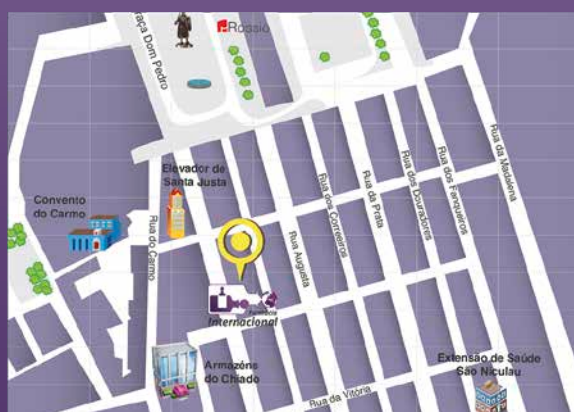 Praça Dom Pedro
Rossio
Elevador de
Santa Justa
Convento
do Carmo
Rua do Carmo
Rua Augusta
Rua dos Correeiros
Rua da Prata
Rua dos Douradores
Rua dos Fanqueiros
Rua da Madalena
Farmácia
Internacional
Armazéns
do Chiado
Rua da Vitória
Extensão de Saúde
São Niculau